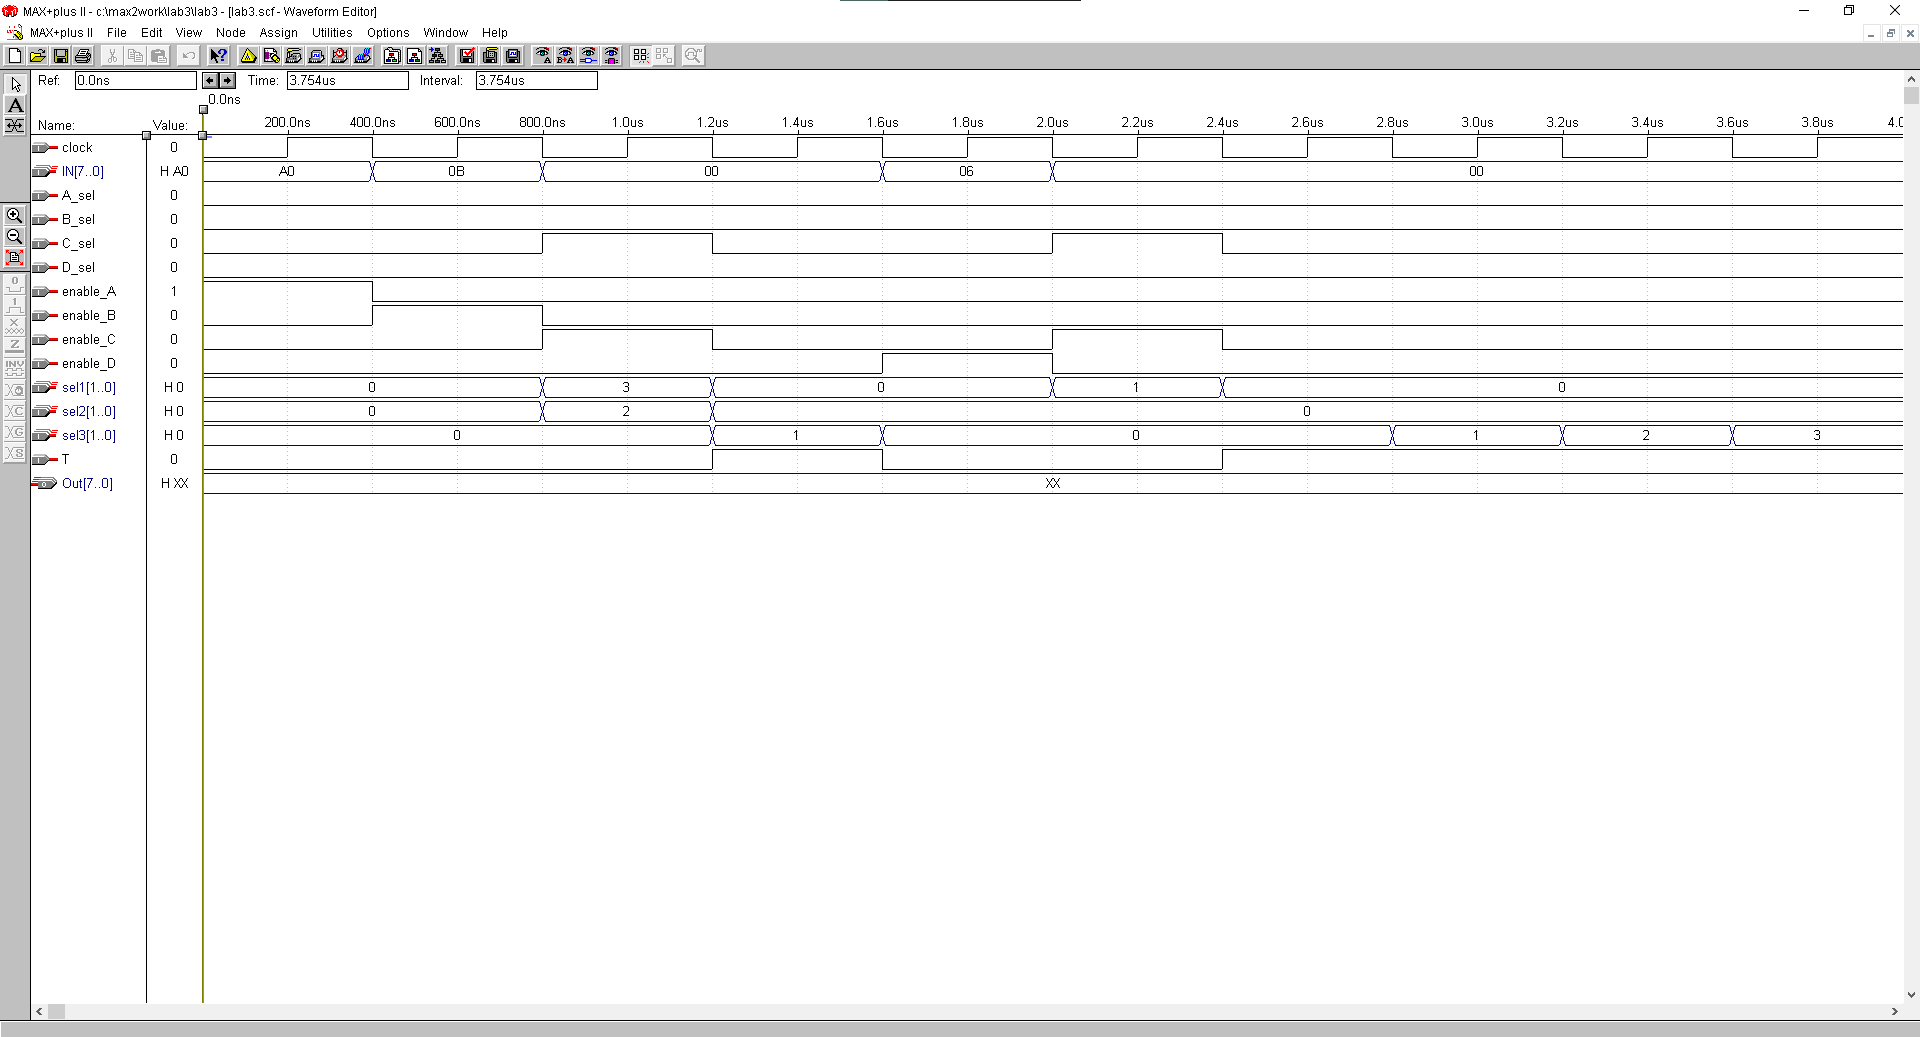 MAX+plus II - c:\max2work\lab3\lab3 - [lab3.scf - Waveform Editor]
MAX+plus II File Edit View Node Assign Utilities Options Window Help
Ref: 0.0ns Time: 3.754us Interval: 3.754us
0.0ns
Name: Value: 200.0ns 400.0ns 600.0ns 800.0ns 1.0us 1.2us 1.4us 1.6us 1.8us 2.0us 2.2us 2.4us 2.6us 2.8us 3.0us 3.2us 3.4us 3.6us 3.8us 4.0
clock 0
IN[7..0] H A0 A0 0B 00 06 00
A_sel 0
B_sel 0
C_sel 0
D_sel 0
enable_A 1
enable_B 0
enable_C 0
enable_D 0
sel1[1..0] H 0 0 3 0 1 0
sel2[1..0] H 0 0 2 0
sel3[1..0] H 0 0 1 0 1 2 3
T 0
Out[7..0] H XX XX